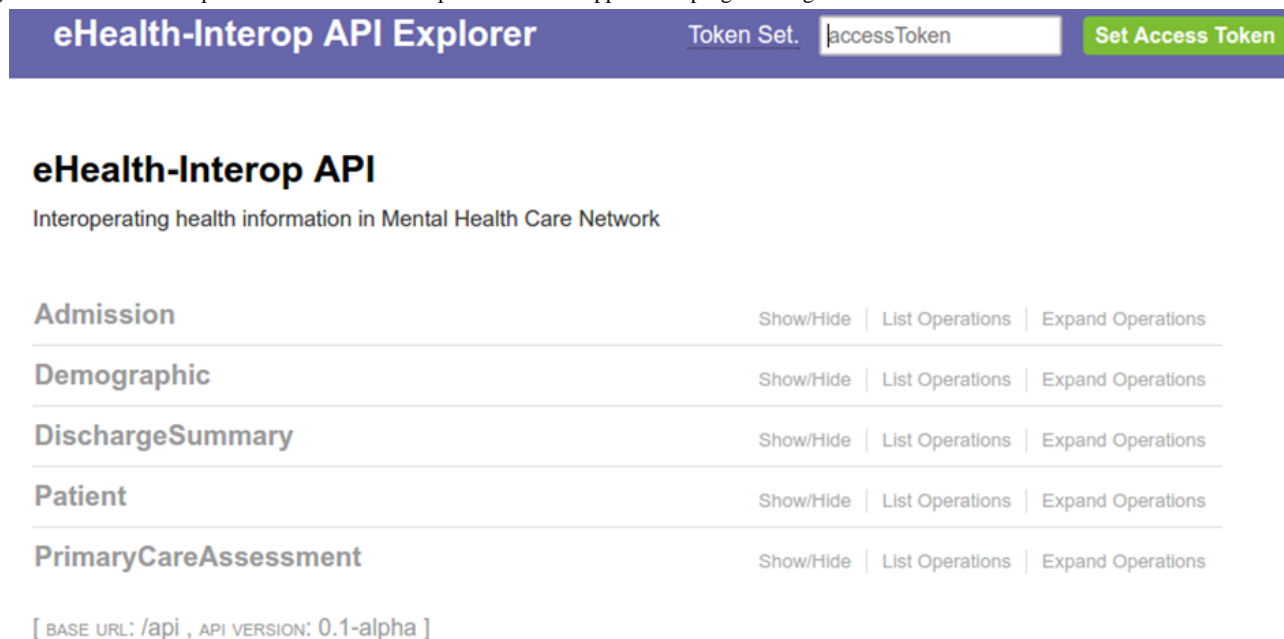 eHealth-Interop API Explorer Token Set. accessToken Set Access Token
eHealth-Interop API
Interoperating health information in Mental Health Care Network
Admission Show/Hide List Operations Expand Operations
Demographic Show/Hide List Operations Expand Operations
DischargeSummary Show/Hide List Operations Expand Operations
Patient Show/Hide List Operations Expand Operations
PrimaryCareAssessment Show/Hide List Operations Expand Operations
[ BASE URL: /api , API VERSION: 0.1-alpha ]